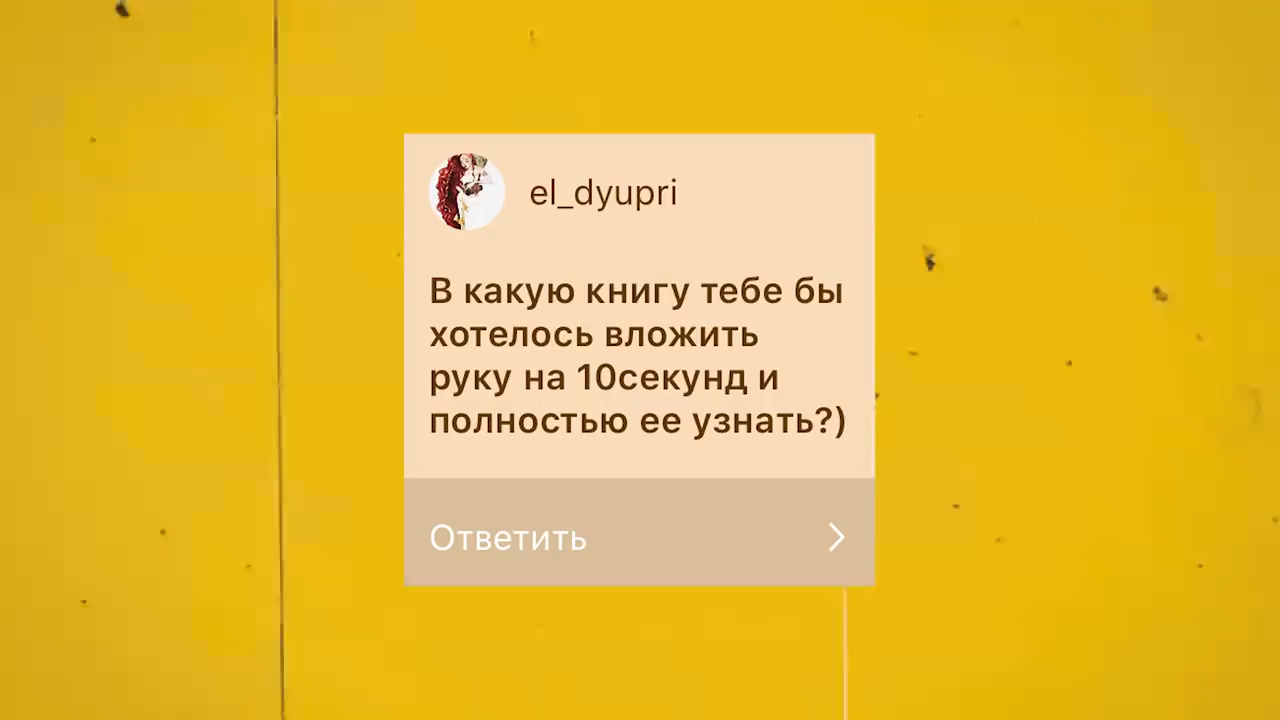 el_dyupri
В какую книгу тебе бы
хотелось вложить
руку на 10секунд и
полностью ее узнать?)
Ответить